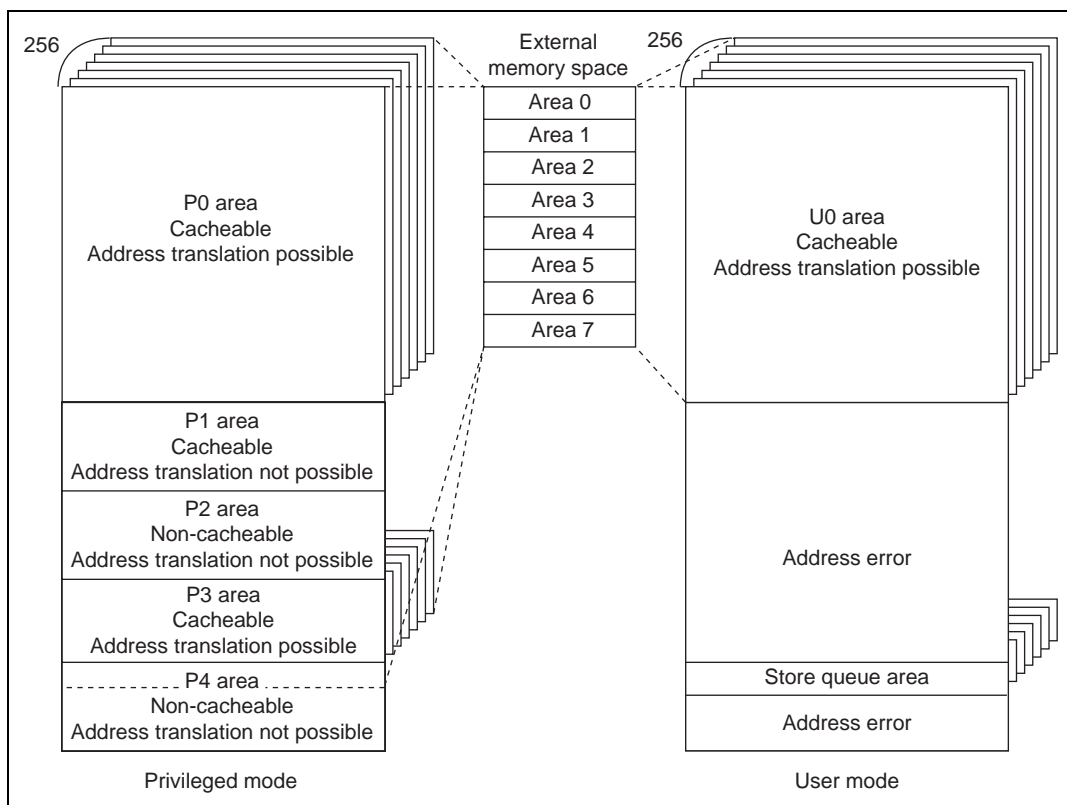 256
P0 area
Cacheable
Address translation possible
P1 area
Cacheable
Address translation not possible
P2 area
Non-cacheable
Address translation not possible
P3 area
Cacheable
Address translation possible
P4 area
Non-cacheable
Address translation not possible
Privileged mode
External
memory space
Area 0
Area 1
Area 2
Area 3
Area 4
Area 5
Area 6
Area 7
256
U0 area
Cacheable
Address translation possible
Address error
Store queue area
Address error
User mode